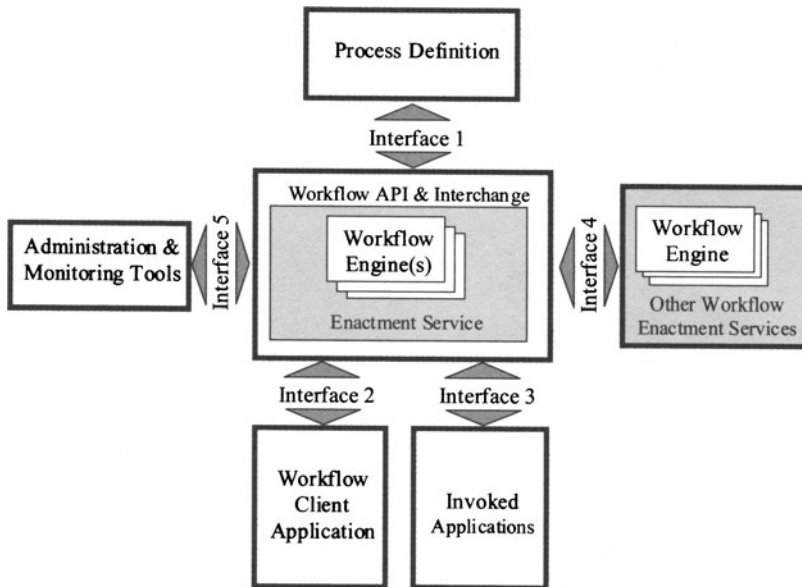 Process Definition
Interface 1
Workflow API & Interchange
Workflow
Engine(s)
Enactment Service
Administration &
Monitoring Tools
Interface 5
Interface 4
Workflow
Engine
Other Workflow
Enactment Services
Interface 2
Interface 3
Workflow
Client
Application
Invoked
Applications